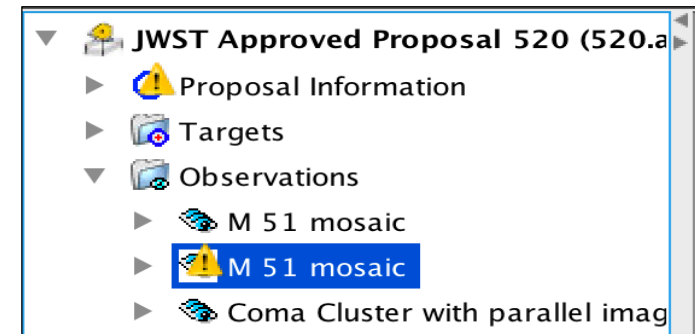 JWST Approved Proposal 520 (520.a
Proposal Information
Targets
Observations
M 51 mosaic
M 51 mosaic
Coma Cluster with parallel imag